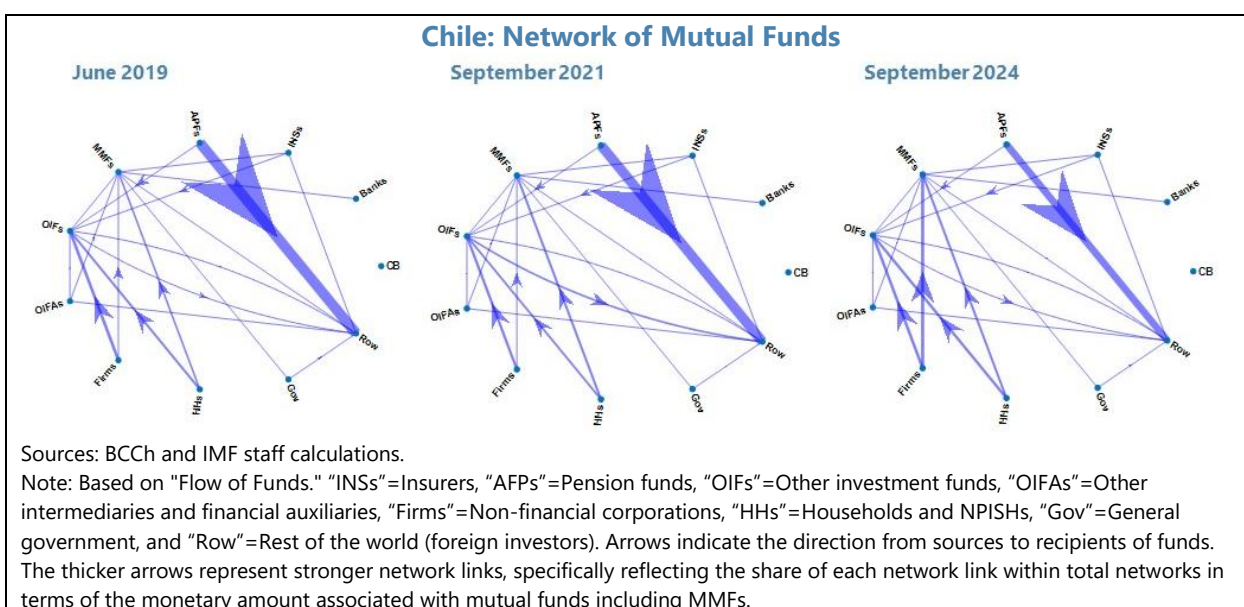 Chile: Network of Mutual Funds
June 2019
September 2021
September 2024
APFs
INSs
MMFs
Banks
OIFs
CB
OIFAs
Row
Firms
Gov
HHs
APFs
INSs
MMFs
Banks
OIFs
CB
OIFAs
Row
Firms
Gov
HHs
APFs
INSs
MMFs
Banks
OIFs
CB
OIFAs
Row
Firms
Gov
HHs
Sources: BCCh and IMF staff calculations.
Note: Based on "Flow of Funds." “INSs”=Insurers, “AFPs”=Pension funds, “OIFs”=Other investment funds, “OIFAs”=Other
intermediaries and financial auxiliaries, “Firms”=Non-financial corporations, “HHs”=Households and NPISHs, “Gov”=General
government, and “Row”=Rest of the world (foreign investors). Arrows indicate the direction from sources to recipients of funds.
The thicker arrows represent stronger network links, specifically reflecting the share of each network link within total networks in
terms of the monetary amount associated with mutual funds including MMFs.